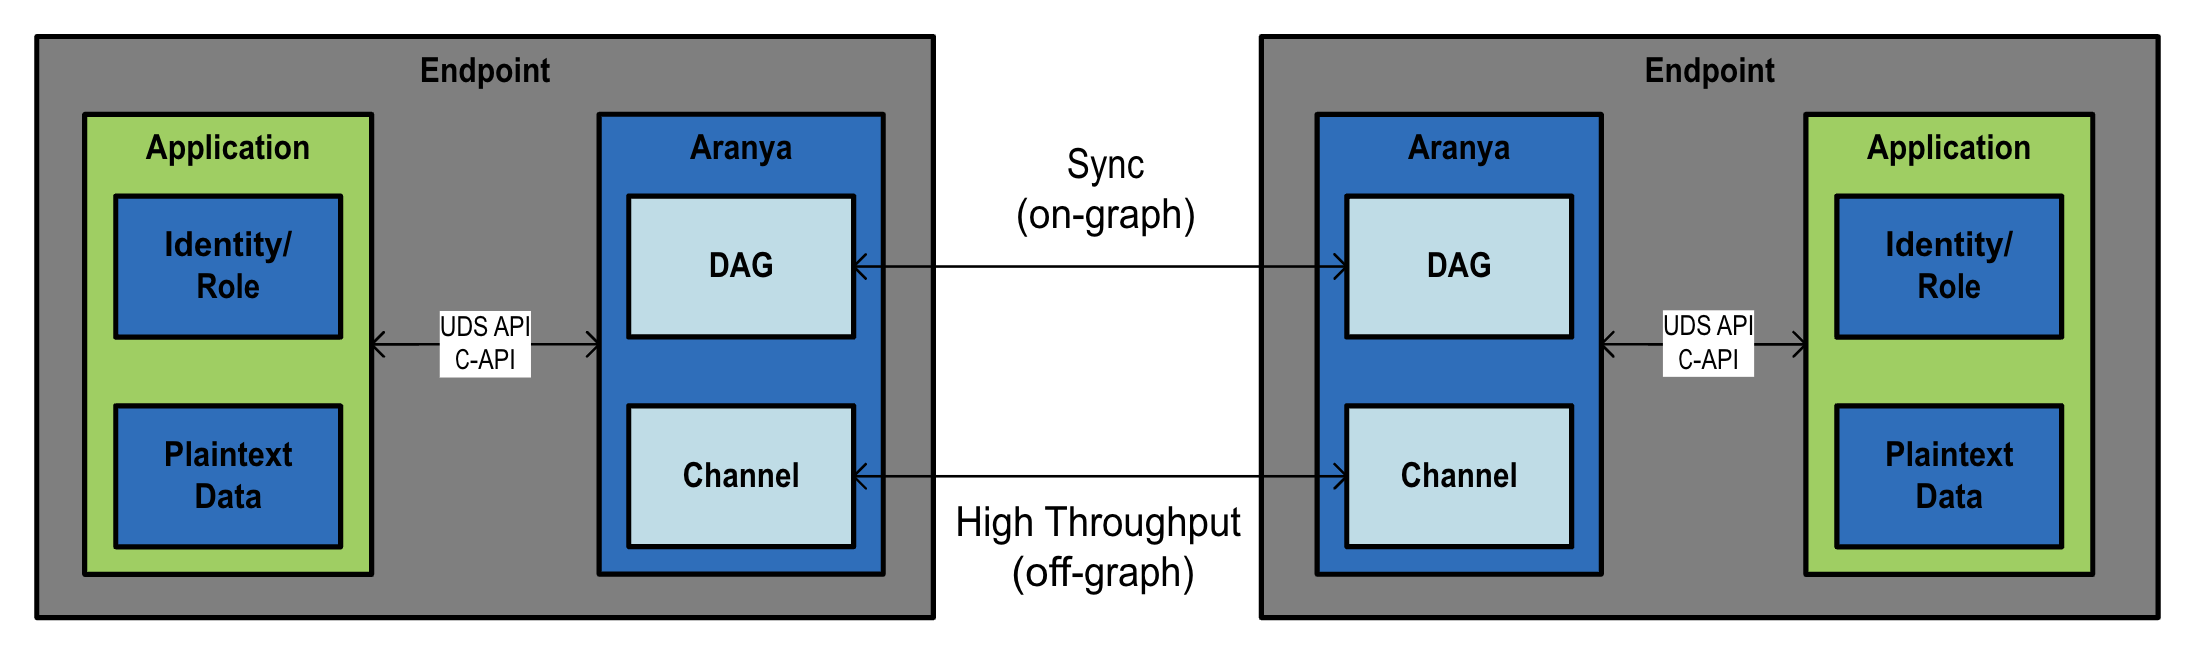 Endpoint
Application
Identity/
Role
Plaintext
Data
UDS API
C-API
Aranya
DAG
Channel
Sync
(on-graph)
High Throughput
(off-graph)
Endpoint
Aranya
DAG
Channel
UDS API
C-API
Application
Identity/
Role
Plaintext
Data